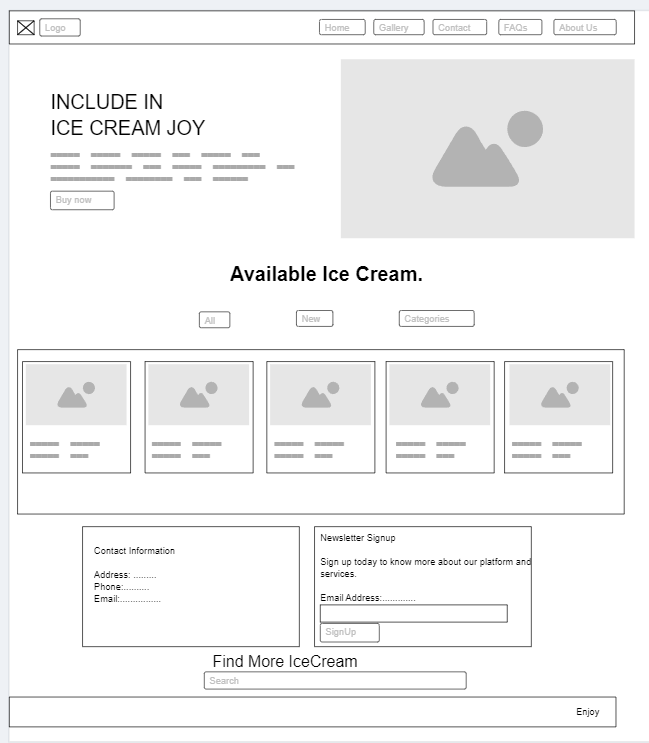 Logo
Home
Gallery
Contact
FAQs
About Us
INCLUDE IN
ICE CREAM JOY
Buy now
Available Ice Cream.
All
New
Categories
Contact Information
Address: .........
Phone:..........
Email:................
Newsletter Signup
Sign up today to know more about our platform and
services.
Email Address:.............
SignUp
Find More IceCream
Search
Enjoy